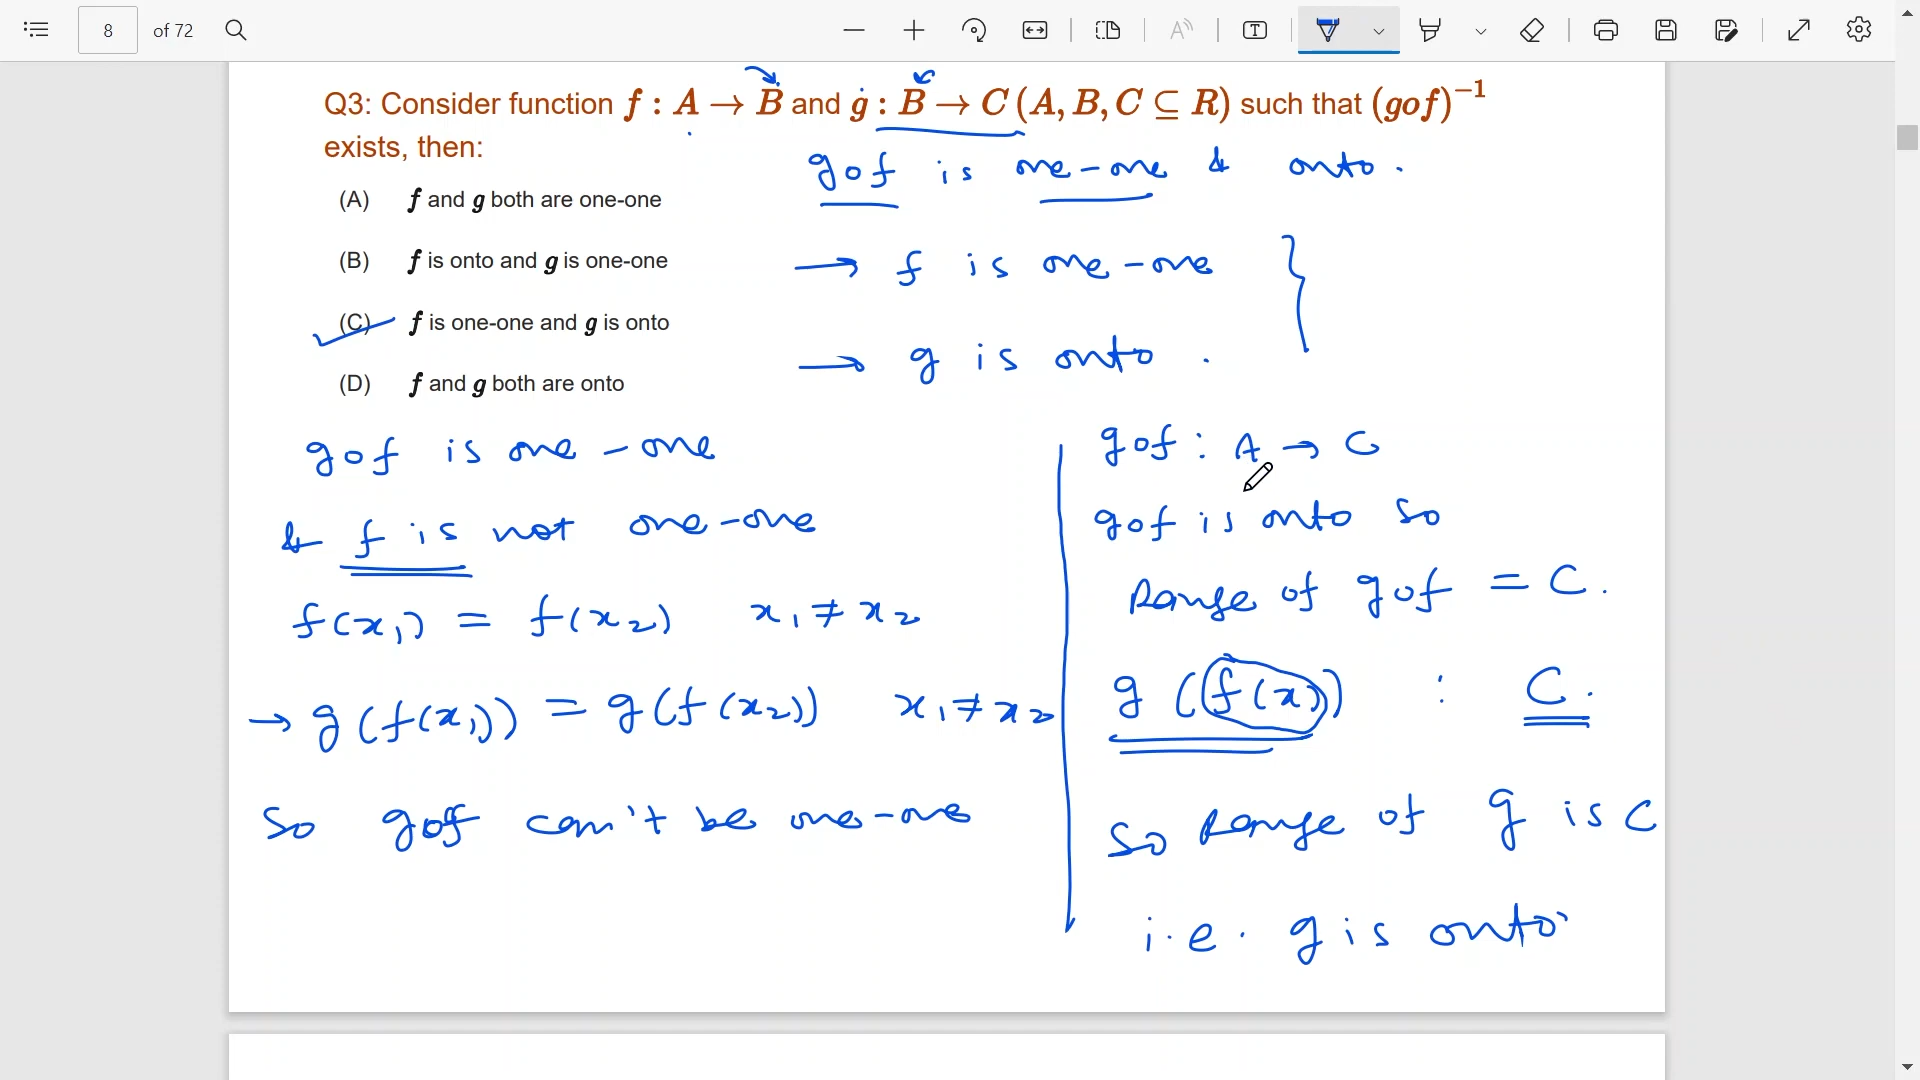 8 of 72
Q3: Consider function f : A → B and g : B → C (A, B, C ⊆ R) such that (gof)⁻¹
exists, then:
gof is one-one & onto.
(A) f and g both are one-one
(B) f is onto and g is one-one
→ f is one-one
(C) f is one-one and g is onto
→ g is onto.
(D) f and g both are onto
gof is one-one
& f is not one-one
f(x₁) = f(x₂) x₁ ≠ x₂
→ g(f(x₁)) = g(f(x₂)) x₁ ≠ x₂
So gof can't be one-one
gof : A → C
gof is onto so
Range of gof = C.
g (f(x)) : C.
So Range of g is C
i.e. g is onto